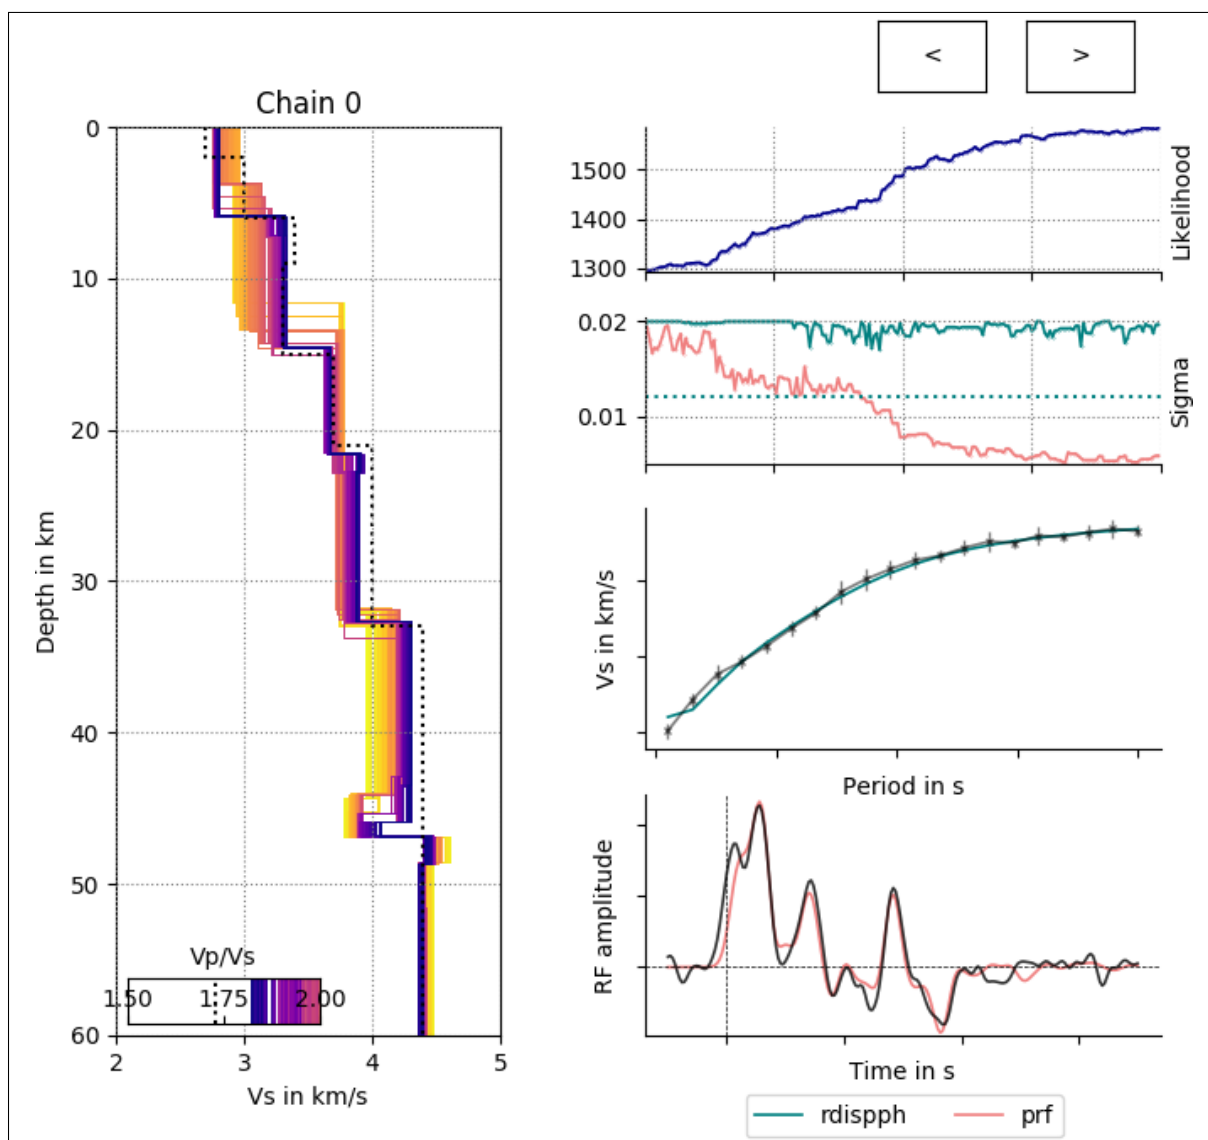 < >
Chain 0
0
10
20
30
40
50
60
Depth in km
2 3 4 5
Vs in km/s
Vp/Vs
1.50 1.75 2.00
1500
1400
1300
Likelihood
0.02
0.01
Sigma
Vs in km/s
Period in s
RF amplitude
Time in s
rdispph prf